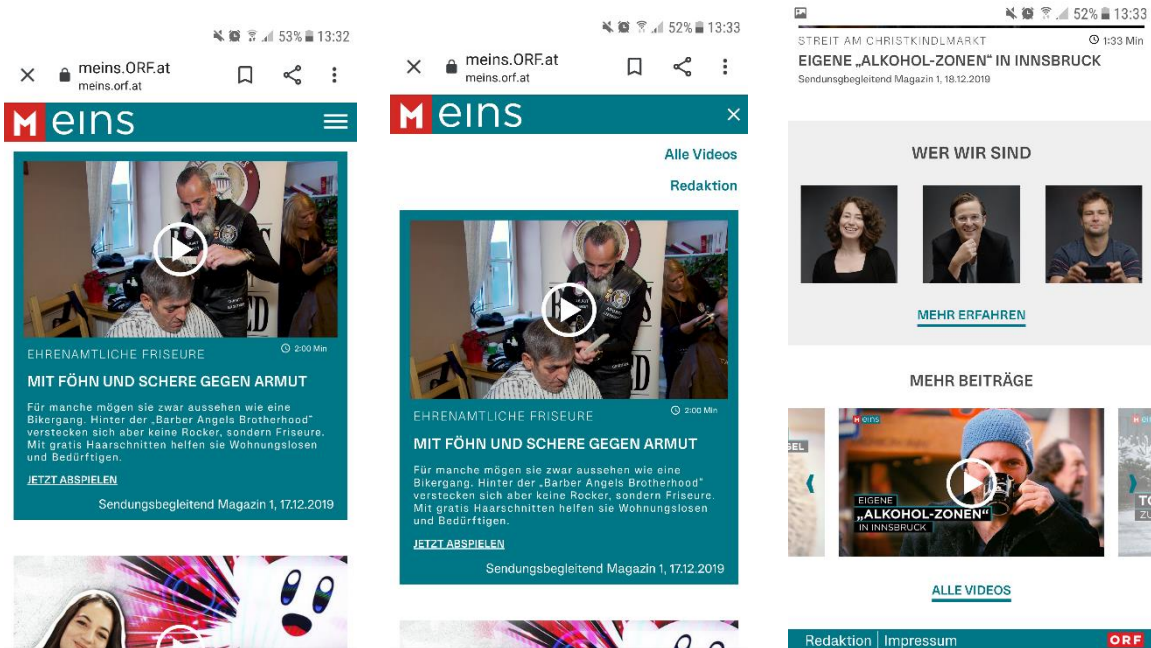 53% 13:32
meins.ORF.at
meins.orf.at
M eins
EHRENAMTLICHE FRISEURE
2:00 Min
MIT FÖHN UND SCHERE GEGEN ARMUT
Für manche mögen sie zwar aussehen wie eine
Bikergang. Hinter der „Barber Angels Brotherhood"
verstecken sich aber keine Rocker, sondern Friseure.
Mit gratis Haarschnitten helfen sie Wohnungslosen
und Bedürftigen.
JETZT ABSPIELEN
Sendungsbegleitend Magazin 1, 17.12.2019
52% 13:33
meins.ORF.at
meins.orf.at
M eins
Alle Videos
Redaktion
EHRENAMTLICHE FRISEURE
2:00 Min
MIT FÖHN UND SCHERE GEGEN ARMUT
Für manche mögen sie zwar aussehen wie eine
Bikergang. Hinter der „Barber Angels Brotherhood"
verstecken sich aber keine Rocker, sondern Friseure.
Mit gratis Haarschnitten helfen sie Wohnungslosen
und Bedürftigen.
JETZT ABSPIELEN
Sendungsbegleitend Magazin 1, 17.12.2019
52% 13:33
STREIT AM CHRISTKINDLMARKT
1:33 Min
EIGENE „ALKOHOL-ZONEN" IN INNSBRUCK
Sendunsgbegleitend Magazin 1, 18.12.2019
WER WIR SIND
MEHR ERFAHREN
MEHR BEITRÄGE
M eins
EIGENE
„ALKOHOL-ZONEN"
IN INNSBRUCK
ALLE VIDEOS
Redaktion | Impressum
ORF